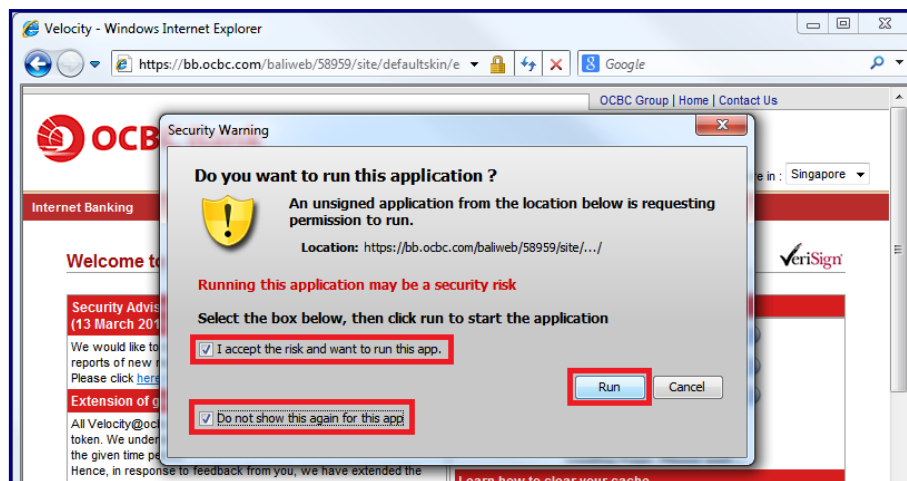 Velocity - Windows Internet Explorer
https://bb.ocbc.com/baliweb/58959/site/defaultskin/e
Google
OCBC Group | Home | Contact Us
OCBC
Security Warning
Singapore
Internet Banking
Do you want to run this application ?
An unsigned application from the location below is requesting
permission to run.
Location: https://bb.ocbc.com/baliweb/58959/site/.../
Welcome
VeriSign
Running this application may be a security risk
Security Advis
(13 March 201
Select the box below, then click run to start the application
We would like to
I accept the risk and want to run this app.
reports of new
Please click here
Run
Cancel
Extension of
Do not show this again for this app
All Velocity@oc
token. We under
the given time pe
Hence, in response to feedback from you, we have extended the
Learn how to clear your cache